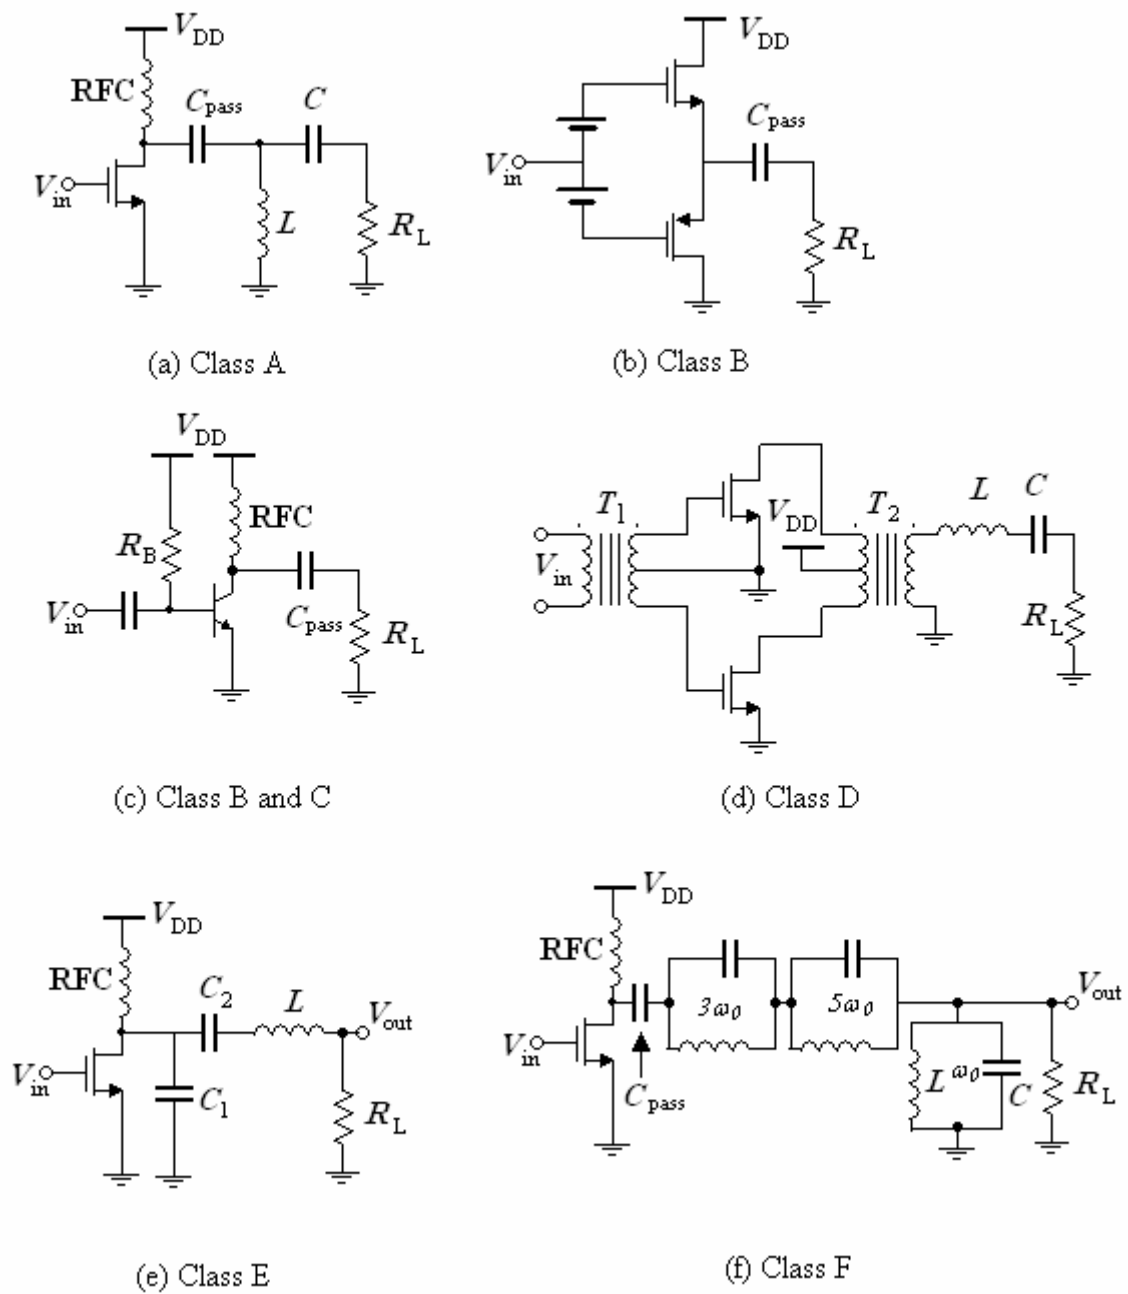 V_DD
RFC
C_pass
C
V_in
L
R_L
(a) Class A
V_DD
C_pass
V_in
R_L
(b) Class B
V_DD
RFC
R_B
V_in
C_pass
R_L
(c) Class B and C
T_1
V_DD
T_2
L
C
V_in
R_L
(d) Class D
V_DD
RFC
C_2
L
V_out
V_in
C_1
R_L
(e) Class E
V_DD
RFC
3ω_0
5ω_0
V_out
V_in
C_pass
L
ω_0
C
R_L
(f) Class F